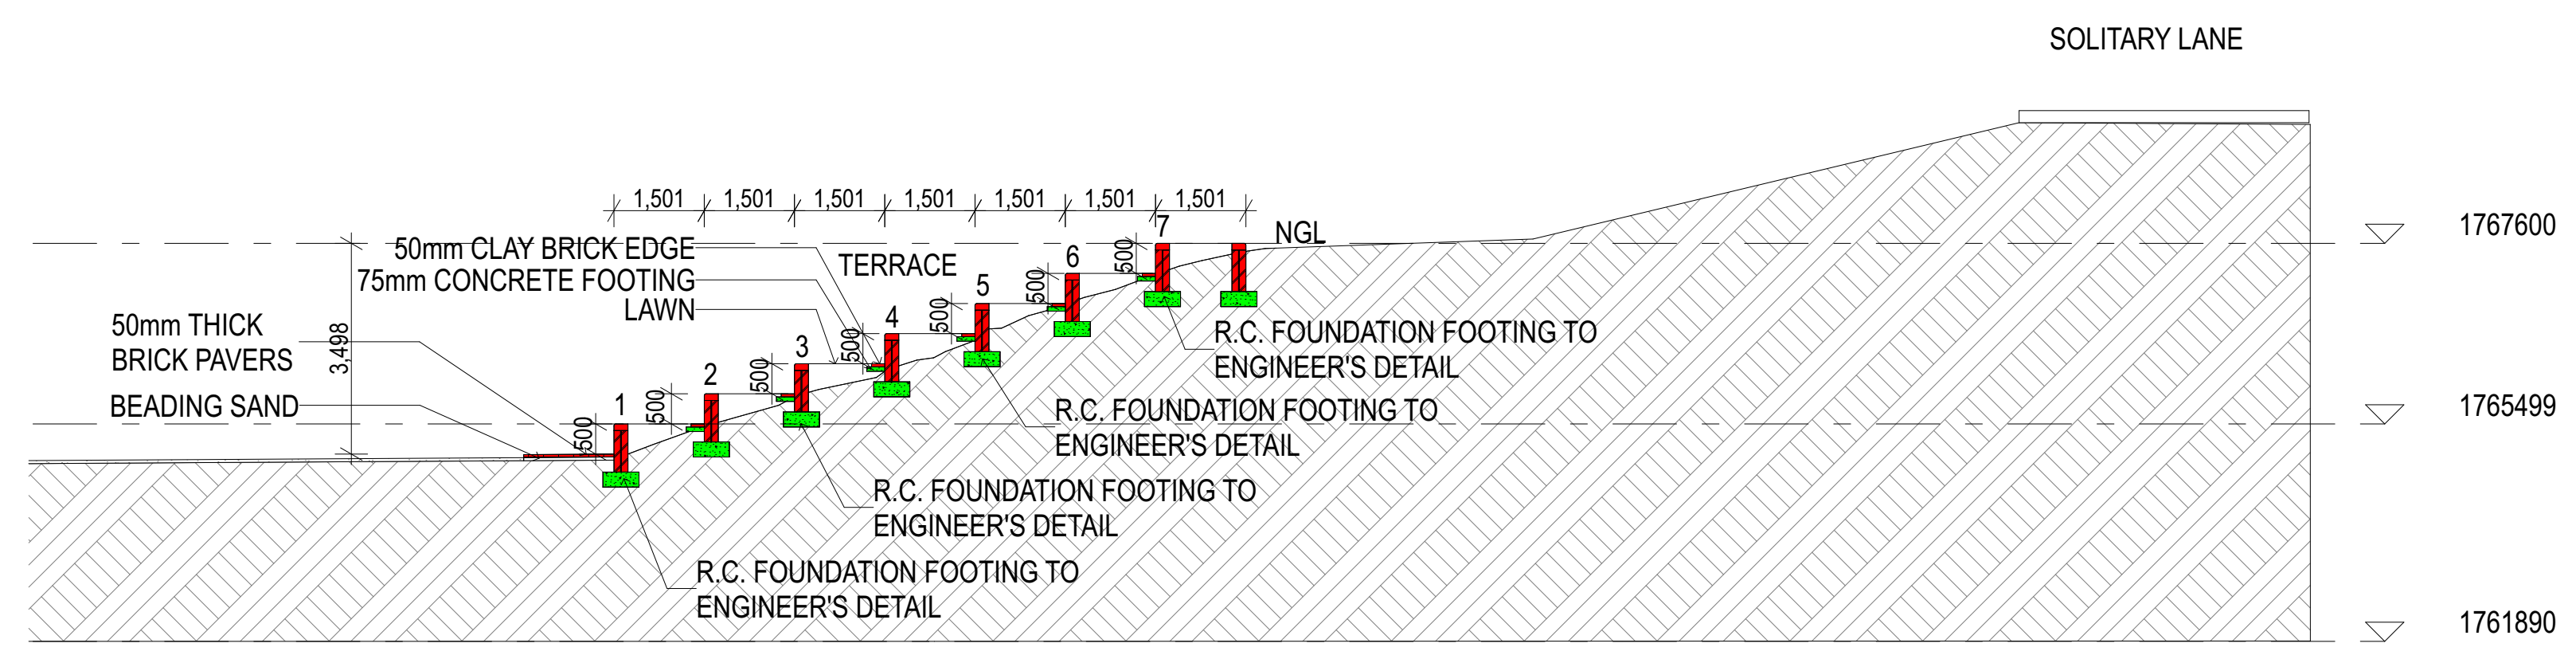 SOLITARY LANE
1,501 1,501 1,501 1,501 1,501 1,501 1,501
1767600
7
NGL
500
50mm CLAY BRICK EDGE
TERRACE
6
500
75mm CONCRETE FOOTING
5
500
LAWN
4
500
50mm THICK
BRICK PAVERS
3,498
3
500
R.C. FOUNDATION FOOTING TO
ENGINEER'S DETAIL
2
500
BEADING SAND
1
500
R.C. FOUNDATION FOOTING TO
ENGINEER'S DETAIL
1765499
R.C. FOUNDATION FOOTING TO
ENGINEER'S DETAIL
R.C. FOUNDATION FOOTING TO
ENGINEER'S DETAIL
1761890